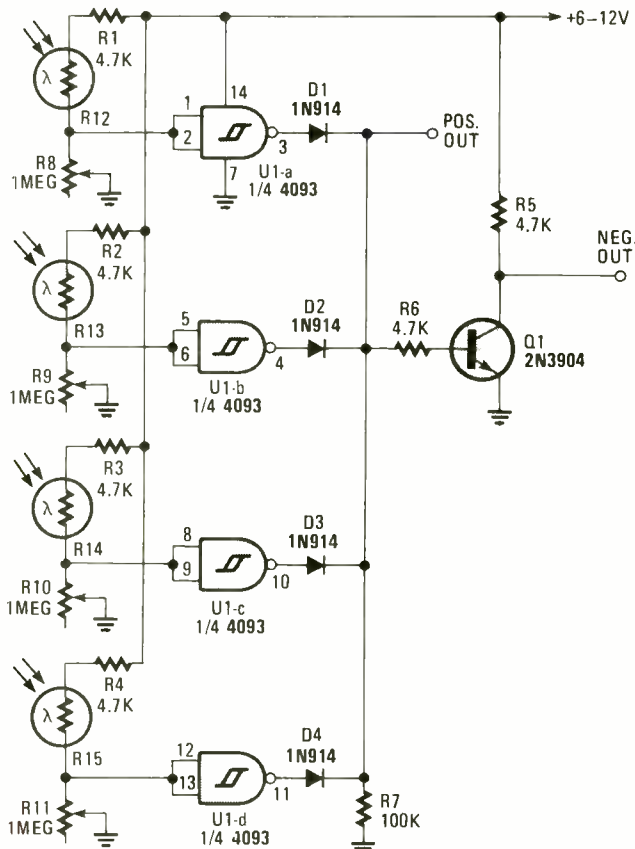 R1
4.7K
+6–12V
λ
R12
14
D1
1N914
1
2
3
POS.
OUT
R8
1MEG
7
U1-a
1/4 4093
R5
4.7K
R2
4.7K
NEG.
OUT
λ
R13
D2
1N914
5
6
4
R6
4.7K
Q1
2N3904
R9
1MEG
U1-b
1/4 4093
R3
4.7K
λ
R14
D3
1N914
8
9
10
R10
1MEG
U1-c
1/4 4093
R4
4.7K
λ
R15
D4
1N914
12
13
11
R11
1MEG
U1-d
1/4 4093
R7
100K